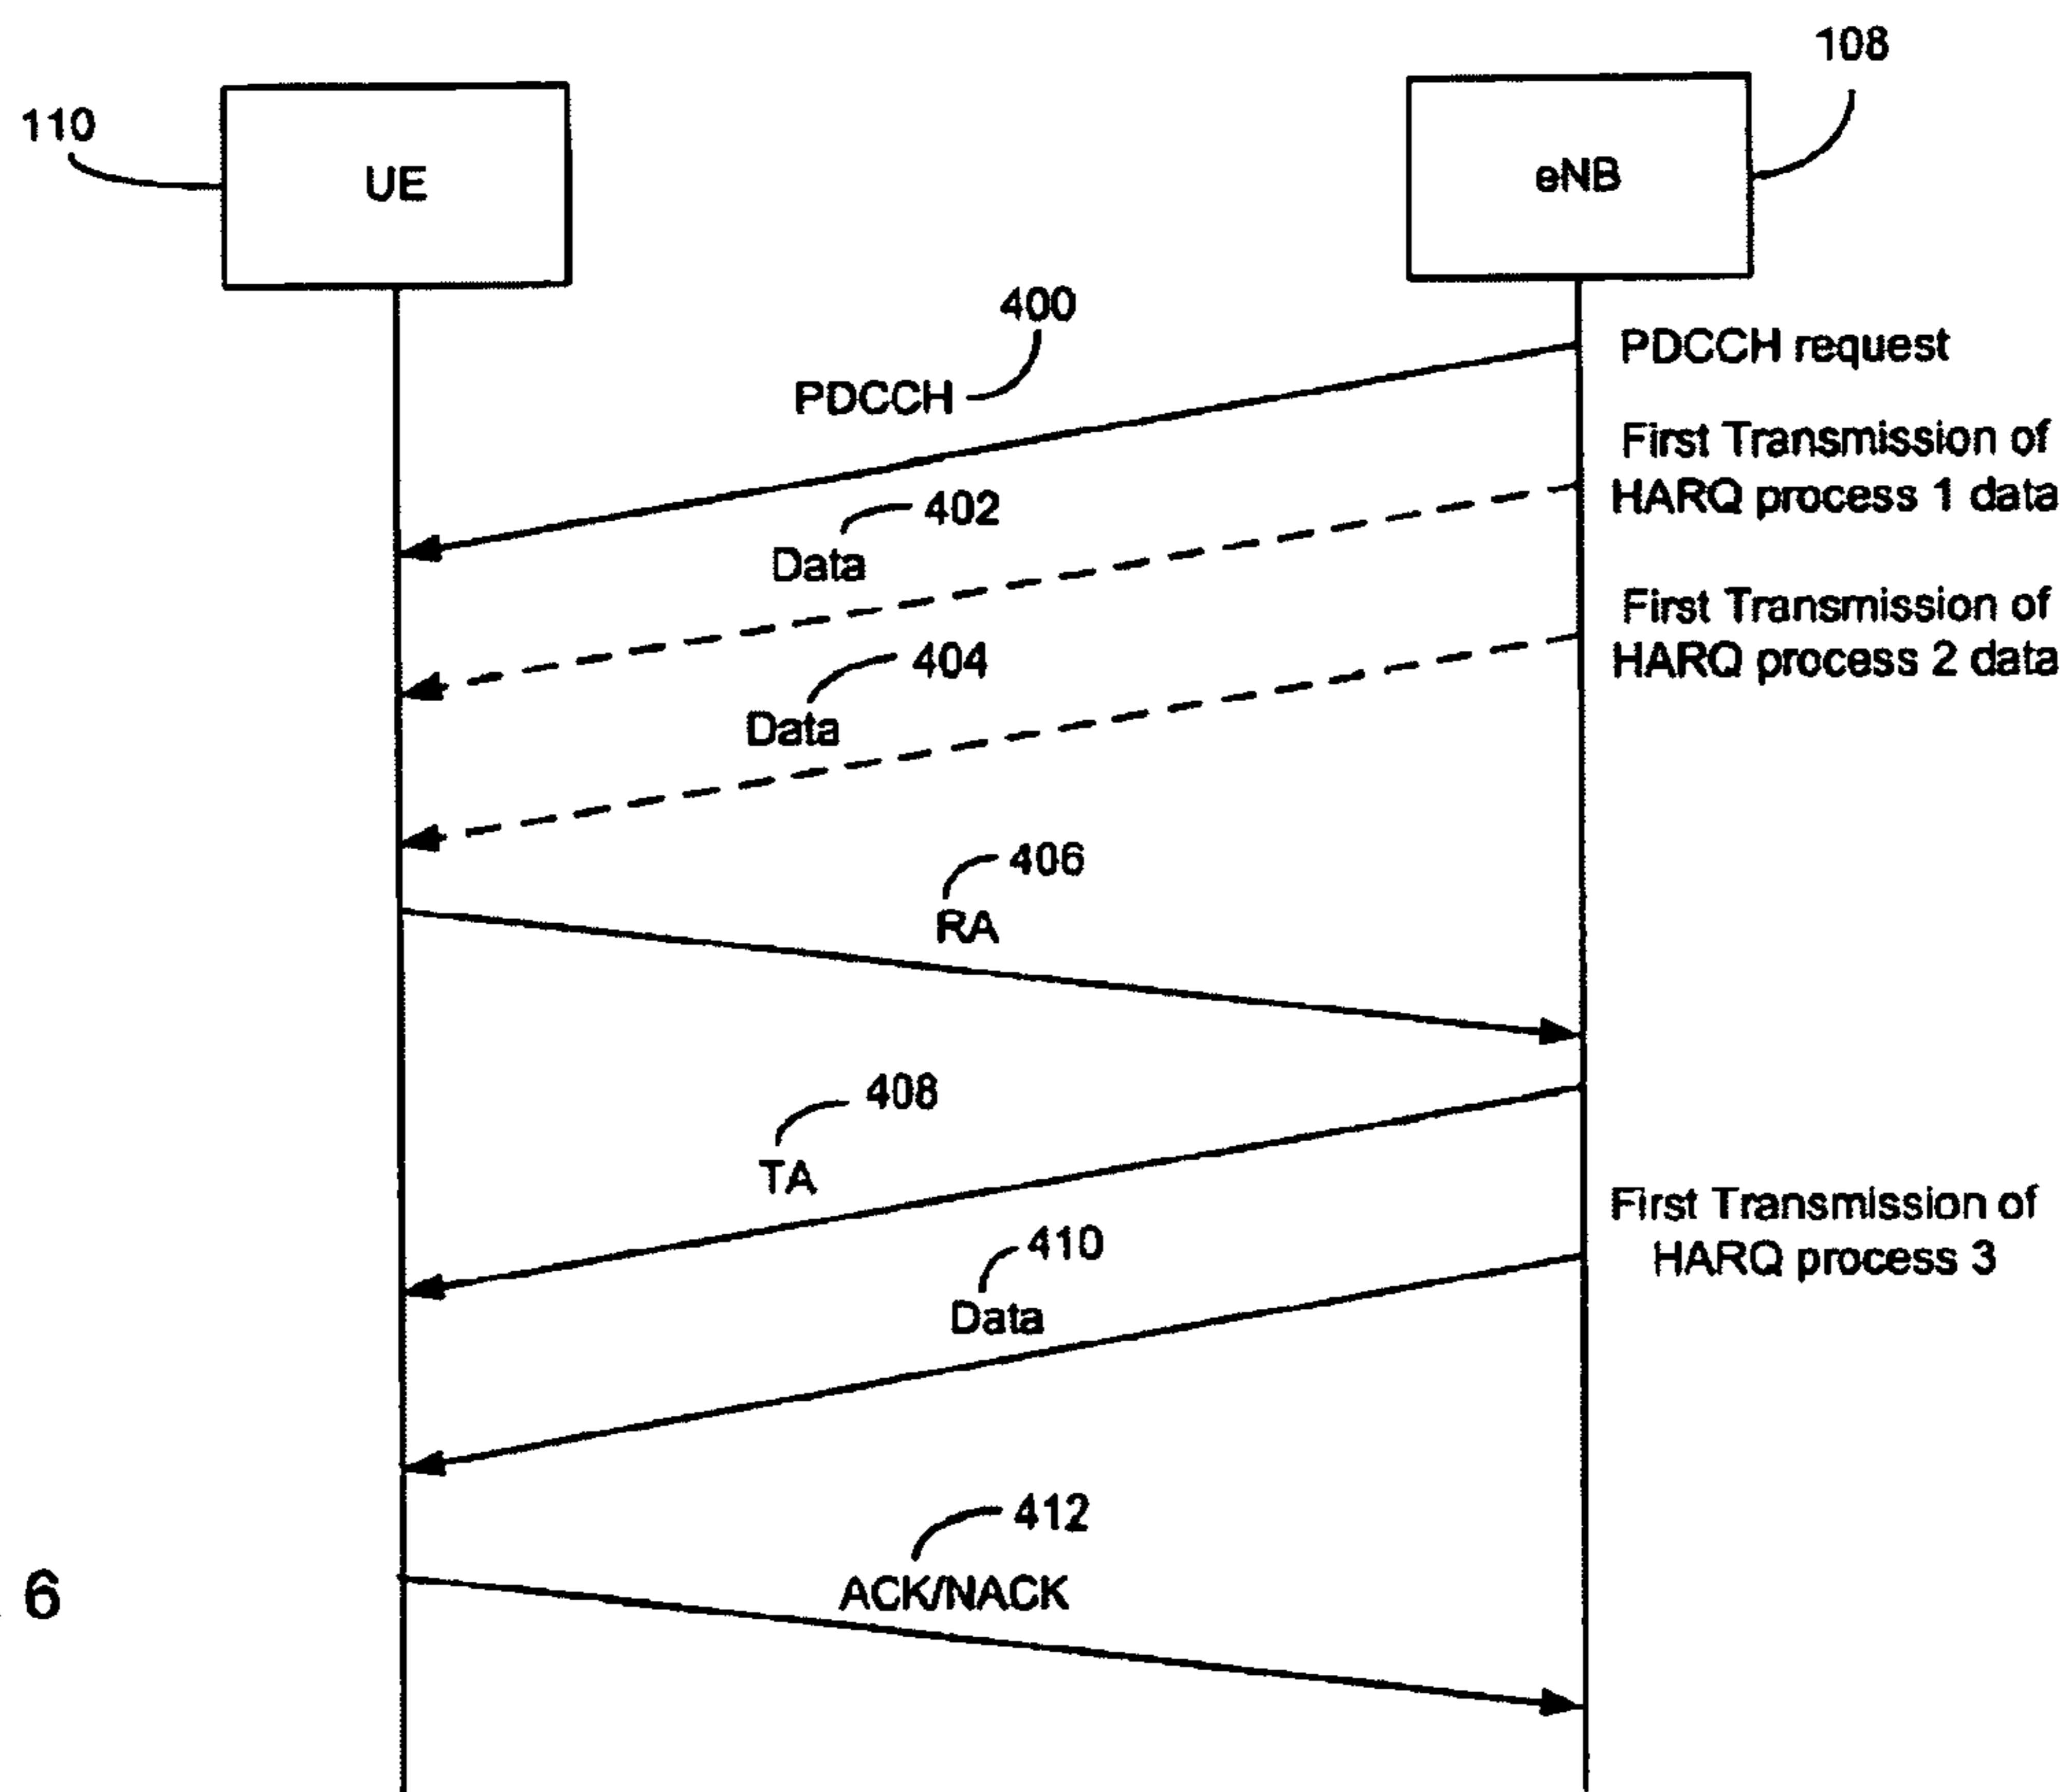 108
110
UE
eNB
400
PDCCH request
PDCCH
First Transmission of
HARQ process 1 data
402
Data
First Transmission of
HARQ process 2 data
404
Data
406
RA
408
TA
First Transmission of
HARQ process 3
410
Data
412
ACK/NACK
6